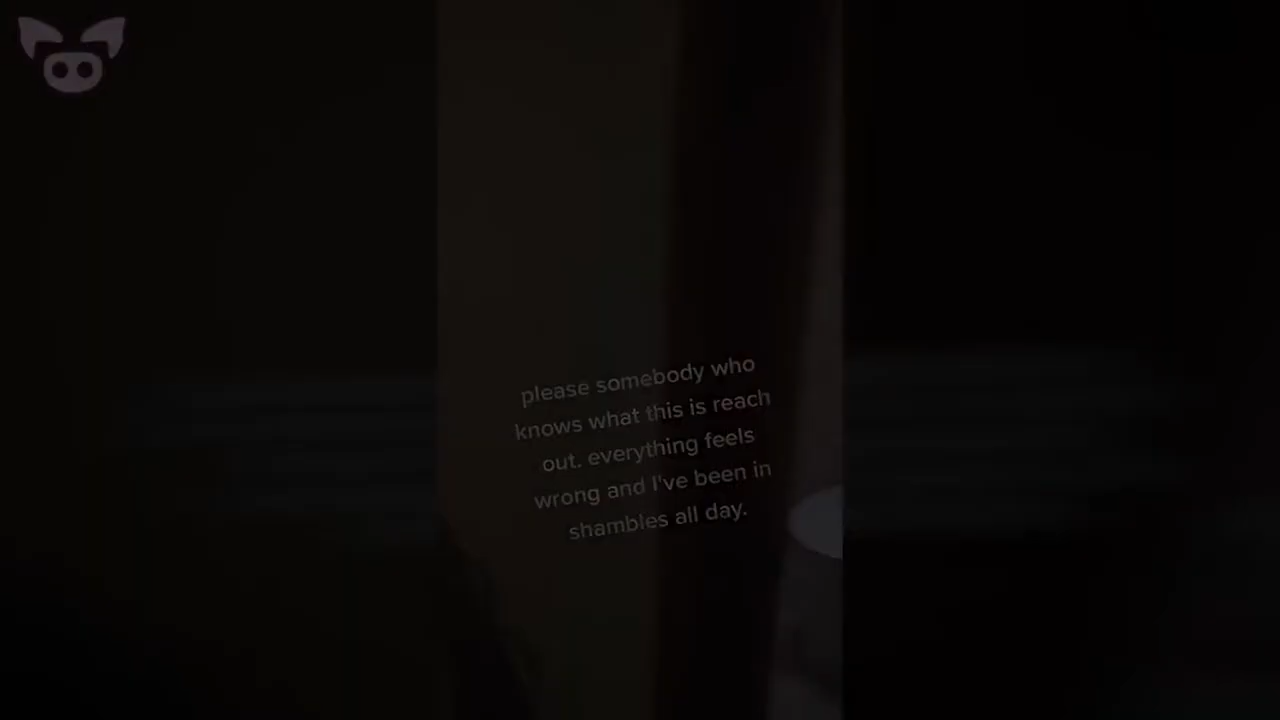 please somebody who
knows what this is reach
out. everything feels
wrong and I've been in
shambles all day.